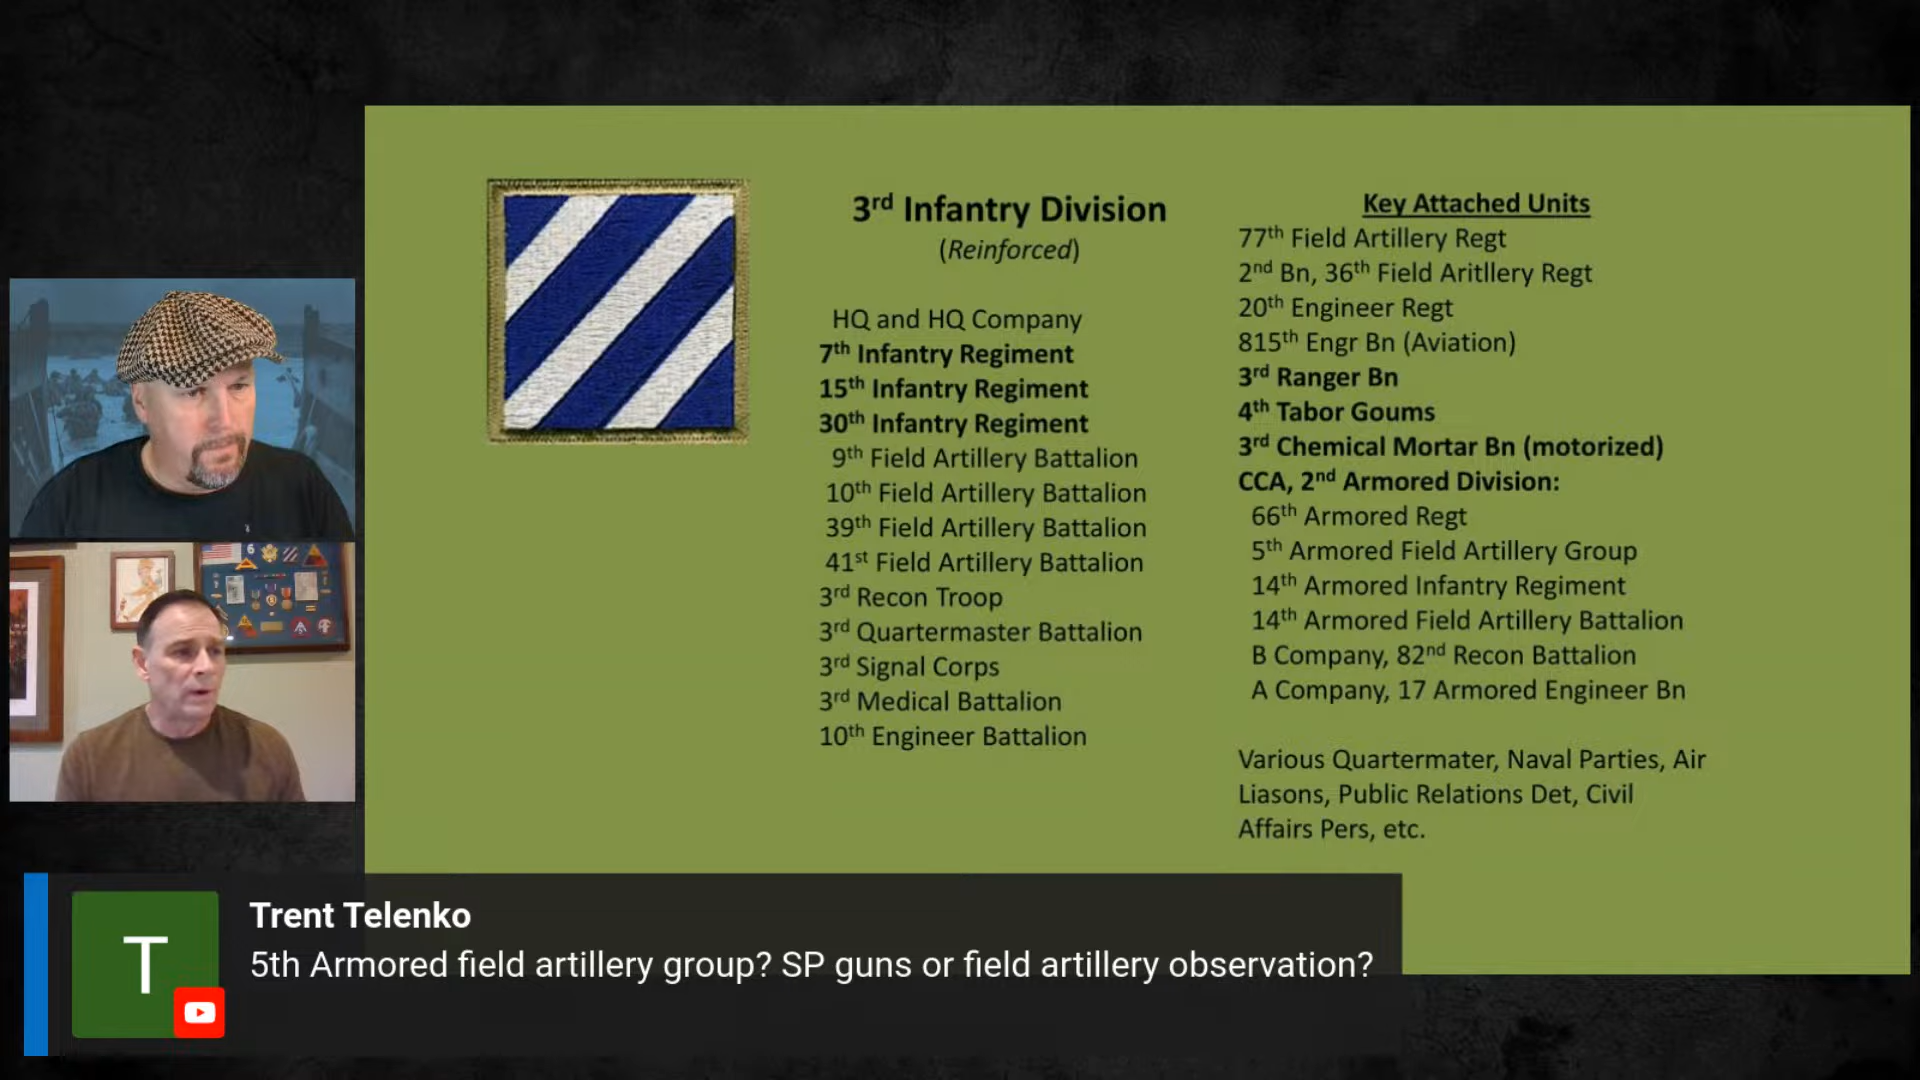 3rd Infantry Division
(Reinforced)
HQ and HQ Company
7th Infantry Regiment
15th Infantry Regiment
30th Infantry Regiment
9th Field Artillery Battalion
10th Field Artillery Battalion
39th Field Artillery Battalion
41st Field Artillery Battalion
3rd Recon Troop
3rd Quartermaster Battalion
3rd Signal Corps
3rd Medical Battalion
10th Engineer Battalion
Key Attached Units
77th Field Artillery Regt
2nd Bn, 36th Field Aritllery Regt
20th Engineer Regt
815th Engr Bn (Aviation)
3rd Ranger Bn
4th Tabor Goums
3rd Chemical Mortar Bn (motorized)
CCA, 2nd Armored Division:
66th Armored Regt
5th Armored Field Artillery Group
14th Armored Infantry Regiment
14th Armored Field Artillery Battalion
B Company, 82nd Recon Battalion
A Company, 17 Armored Engineer Bn
Various Quartermater, Naval Parties, Air
Liasons, Public Relations Det, Civil
Affairs Pers, etc.
T
Trent Telenko
5th Armored field artillery group? SP guns or field artillery observation?